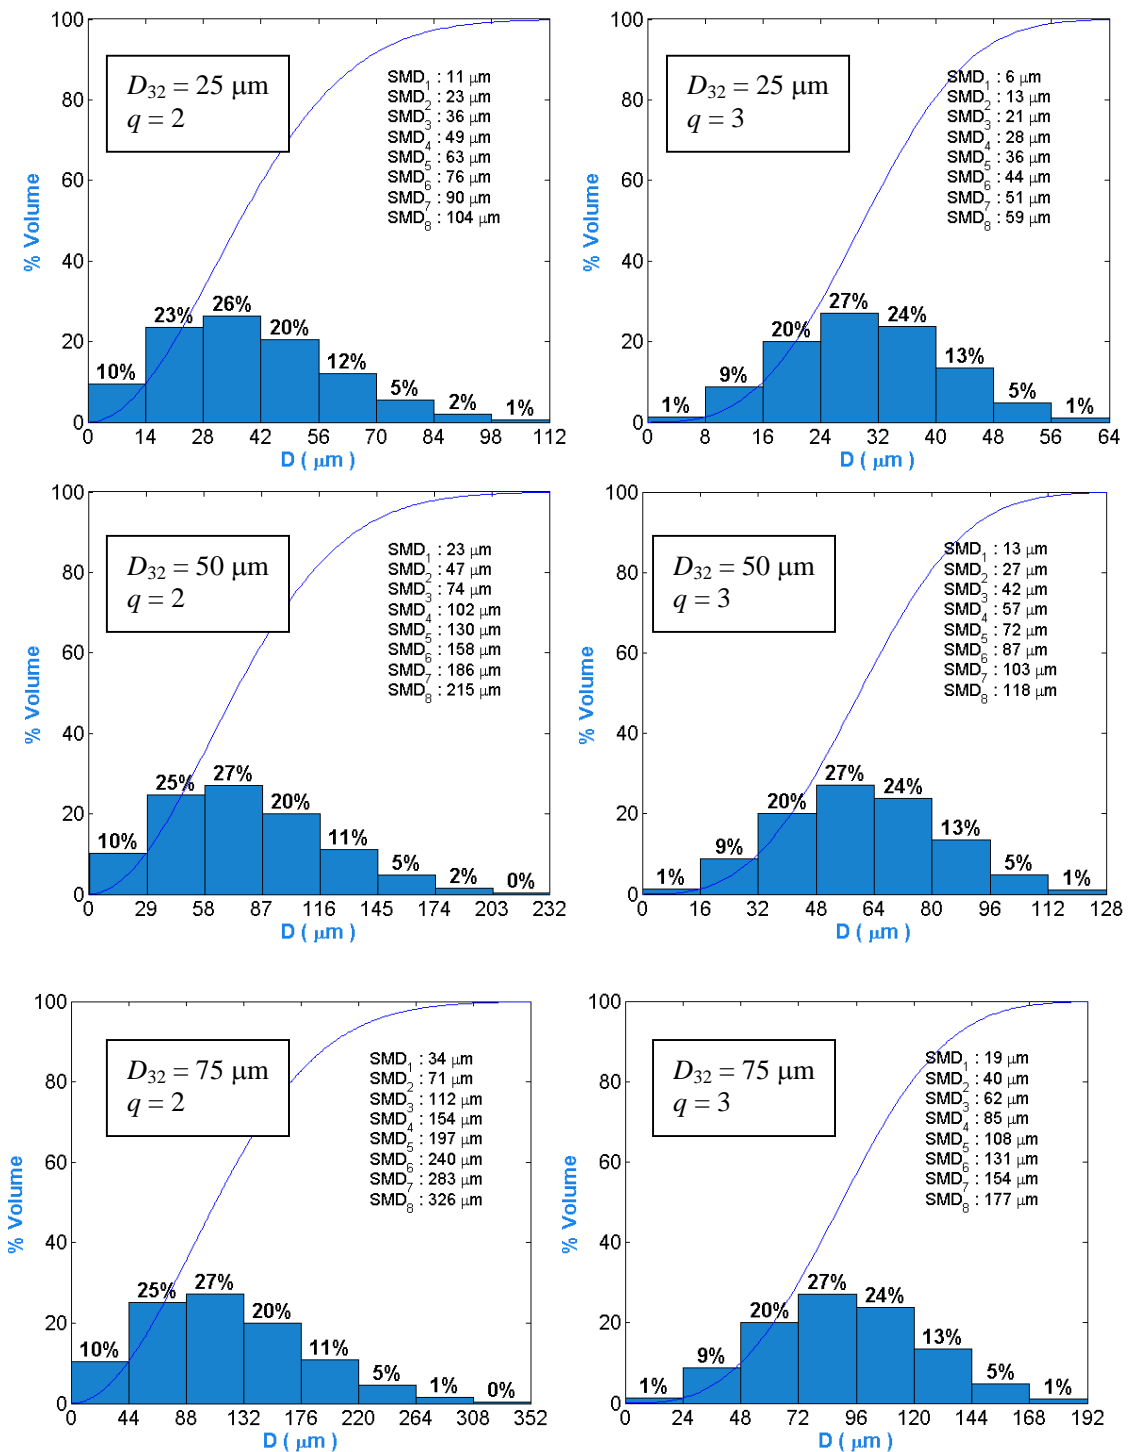 100
80
60
40
20
0
% Volume
D32 = 25 μm
q = 2
SMD1 : 11 μm
SMD2 : 23 μm
SMD3 : 36 μm
SMD4 : 49 μm
SMD5 : 63 μm
SMD6 : 76 μm
SMD7 : 90 μm
SMD8 : 104 μm
10% 23% 26% 20% 12% 5% 2% 1%
0 14 28 42 56 70 84 98 112
D ( μm )
100
80
60
40
20
0
% Volume
D32 = 25 μm
q = 3
SMD1 : 6 μm
SMD2 : 13 μm
SMD3 : 21 μm
SMD4 : 28 μm
SMD5 : 36 μm
SMD6 : 44 μm
SMD7 : 51 μm
SMD8 : 59 μm
1% 9% 20% 27% 24% 13% 5% 1%
0 8 16 24 32 40 48 56 64
D ( μm )
100
80
60
40
20
0
% Volume
D32 = 50 μm
q = 2
SMD1 : 23 μm
SMD2 : 47 μm
SMD3 : 74 μm
SMD4 : 102 μm
SMD5 : 130 μm
SMD6 : 158 μm
SMD7 : 186 μm
SMD8 : 215 μm
10% 25% 27% 20% 11% 5% 2% 0%
0 29 58 87 116 145 174 203 232
D ( μm )
100
80
60
40
20
0
% Volume
D32 = 50 μm
q = 3
SMD1 : 13 μm
SMD2 : 27 μm
SMD3 : 42 μm
SMD4 : 57 μm
SMD5 : 72 μm
SMD6 : 87 μm
SMD7 : 103 μm
SMD8 : 118 μm
1% 9% 20% 27% 24% 13% 5% 1%
0 16 32 48 64 80 96 112 128
D ( μm )
100
80
60
40
20
0
% Volume
D32 = 75 μm
q = 2
SMD1 : 34 μm
SMD2 : 71 μm
SMD3 : 112 μm
SMD4 : 154 μm
SMD5 : 197 μm
SMD6 : 240 μm
SMD7 : 283 μm
SMD8 : 326 μm
10% 25% 27% 20% 11% 5% 1% 0%
0 44 88 132 176 220 264 308 352
D ( μm )
100
80
60
40
20
0
% Volume
D32 = 75 μm
q = 3
SMD1 : 19 μm
SMD2 : 40 μm
SMD3 : 62 μm
SMD4 : 85 μm
SMD5 : 108 μm
SMD6 : 131 μm
SMD7 : 154 μm
SMD8 : 177 μm
1% 9% 20% 27% 24% 13% 5% 1%
0 24 48 72 96 120 144 168 192
D ( μm )